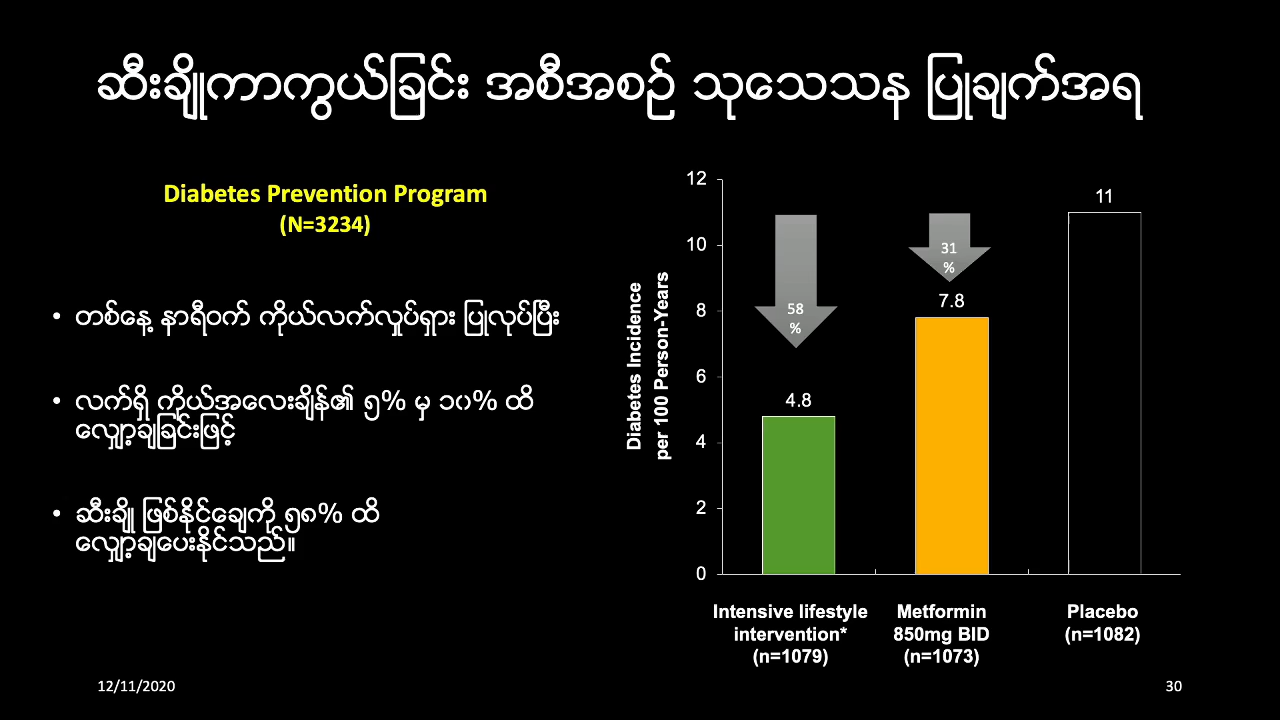 ဆီးချိုကာကွယ်ခြင်း အစီအစဉ် သုသေသန ပြုချက်အရ
Diabetes Prevention Program
(N=3234)
• တစ်နေ့ နာရီဝက် ကိုယ်လက်လှုပ်ရှား ပြုလုပ်ပြီး
• လက်ရှိ ကိုယ်အလေးချိန်၏ ၅% မှ ၁၀% ထိ
လျှော့ချခြင်းဖြင့်
• ဆီးချို ဖြစ်နိုင်ချေကို ၅၈% ထိ
လျှော့ချပေးနိုင်သည်။
Diabetes Incidence
per 100 Person-Years
12
10
8
6
4
2
0
58
%
4.8
31
%
7.8
11
Intensive lifestyle
intervention*
(n=1079)
Metformin
850mg BID
(n=1073)
Placebo
(n=1082)
12/11/2020
30